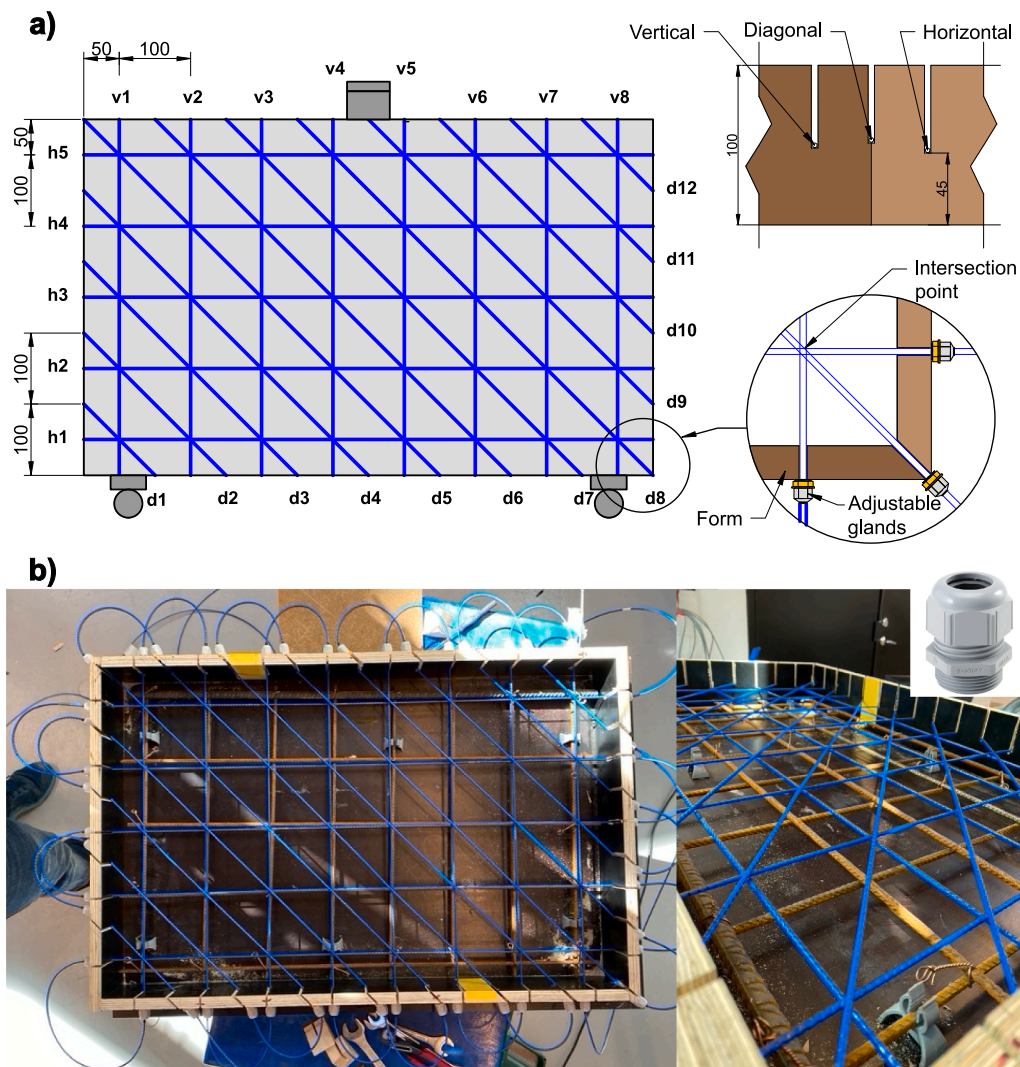 a)
50
100
v4
v5
v1
v2
v3
v6
v7
v8
50
h5
100
h4
h3
100
h2
100
h1
d12
d11
d10
d9
d1
d2
d3
d4
d5
d6
d7
d8
Vertical
Diagonal
Horizontal
100
45
Intersection
point
Form
Adjustable
glands
b)